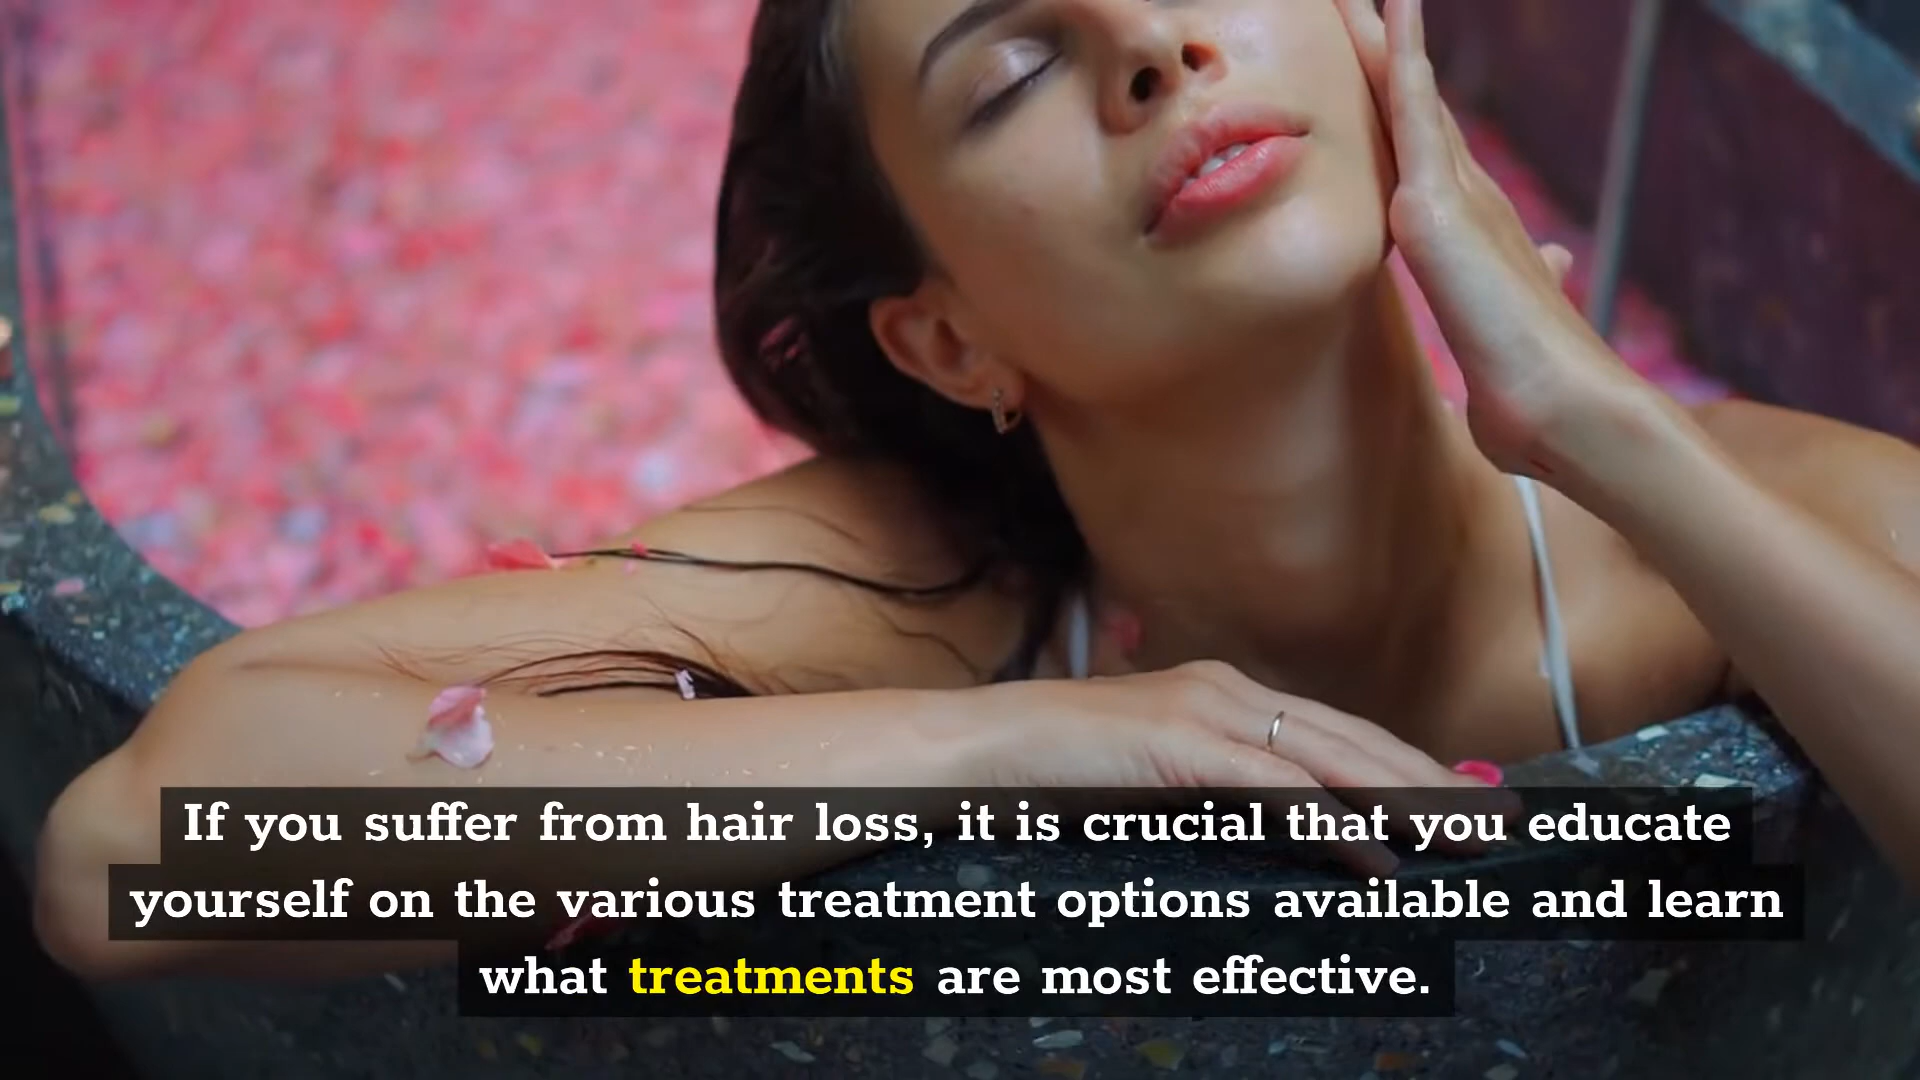 If you suffer from hair loss, it is crucial that you educate
yourself on the various treatment options available and learn
what treatments are most effective.